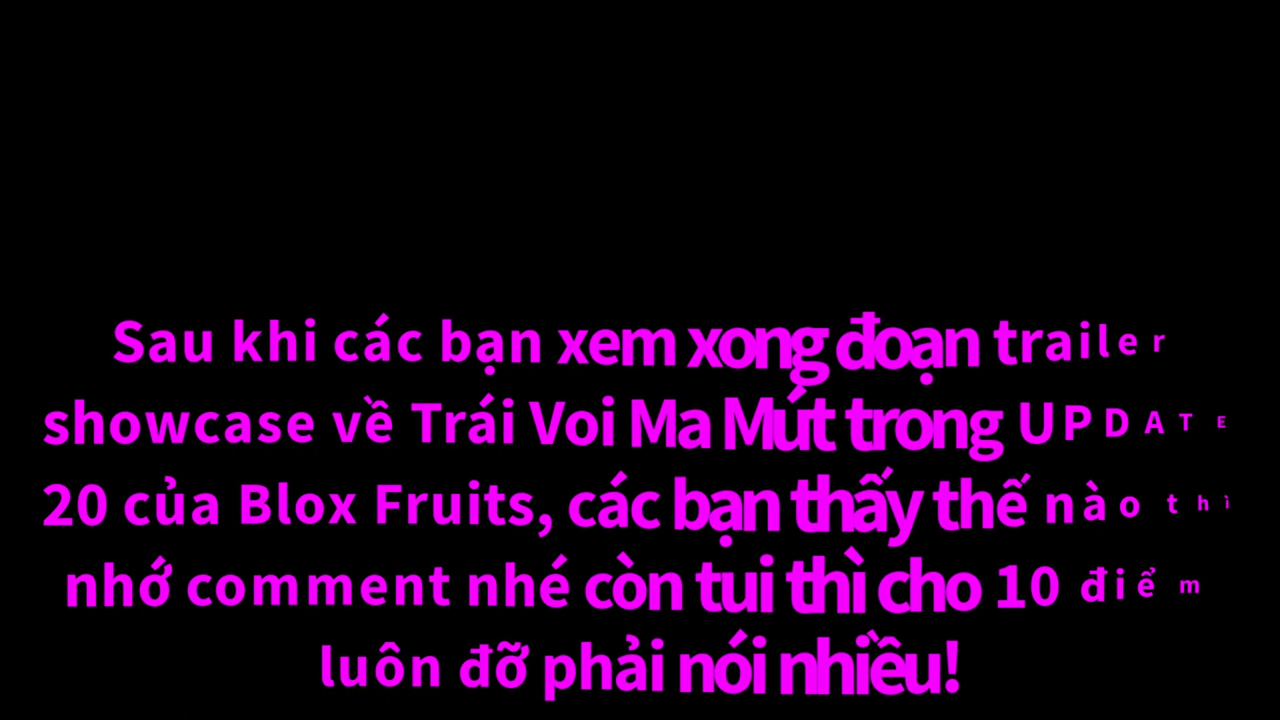 Sau khi các bạn xem xong đoạn trailer
showcase về Trái Voi Ma Mút trong UPDATE
20 của Blox Fruits, các bạn thấy thế nào thì
nhớ comment nhé còn tui thì cho 10 điểm
luôn đỡ phải nói nhiều!